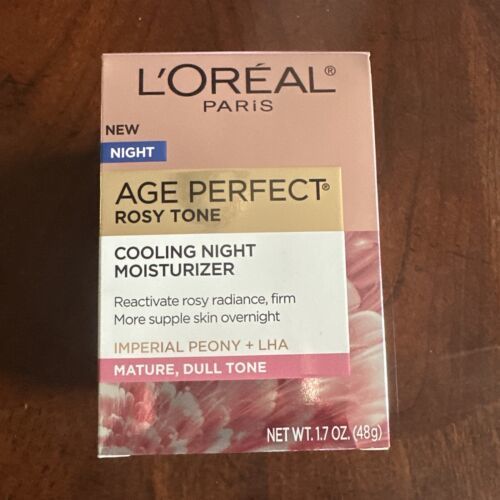 L'ORÉAL®
PARiS
NEW
NIGHT
AGE PERFECT®
ROSY TONE
COOLING NIGHT
MOISTURIZER
Reactivate rosy radiance, firm
More supple skin overnight
IMPERIAL PEONY + LHA
MATURE, DULL TONE
NET WT. 1.7 OZ. (48g)